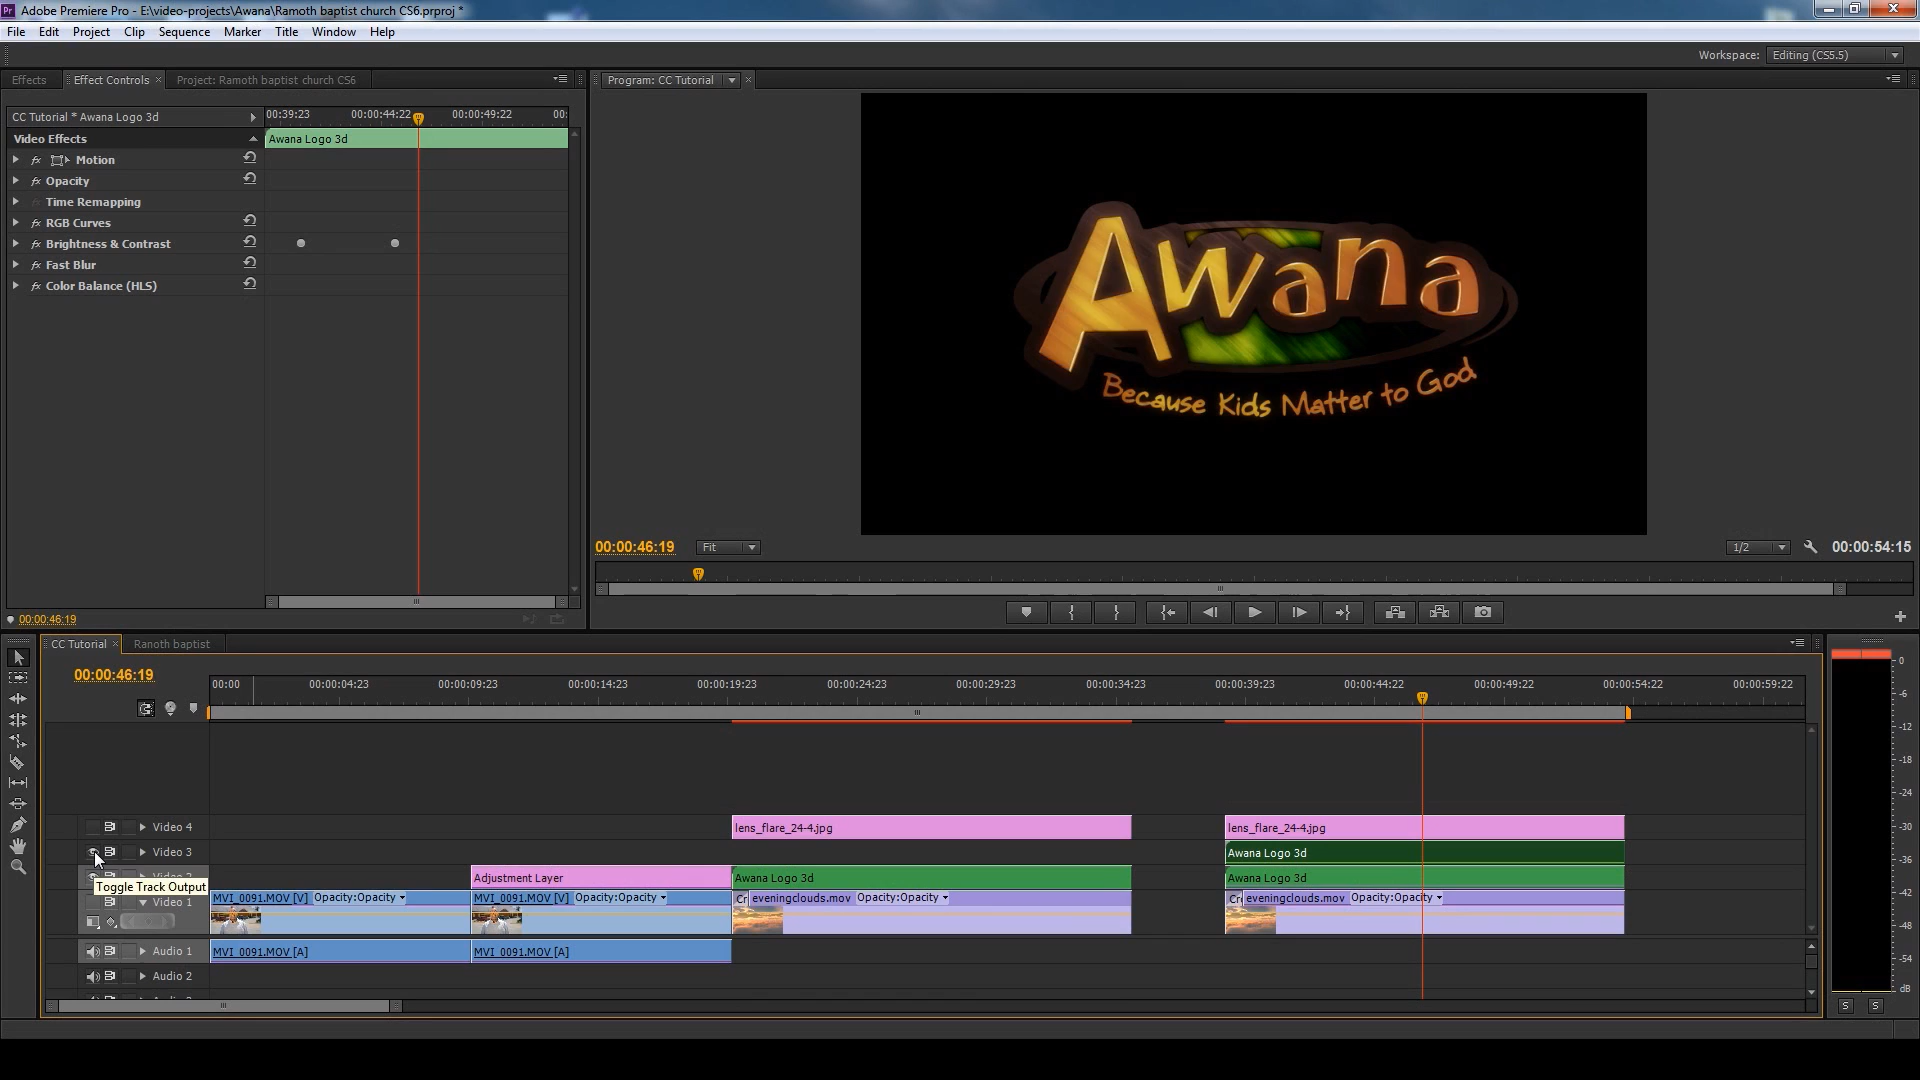 Adobe Premiere Pro - E:\video-projects\Awana\Ramoth baptist church CS6.prproj *
File Edit Project Clip Sequence Marker Title Window Help
Workspace: Editing (CS5.5)
Effects Effect Controls Project: Ramoth baptist church CS6
Program: CC Tutorial
CC Tutorial * Awana Logo 3d
00:39:23 00:00:44:22 00:00:49:22 00:
Video Effects
Awana Logo 3d
fx Motion
fx Opacity
Time Remapping
fx RGB Curves
fx Brightness & Contrast
fx Fast Blur
fx Color Balance (HLS)
Awana
Because Kids Matter to God
00:00:46:19 Fit 1/2 00:00:54:15
00:00:46:19
CC Tutorial Ranoth baptist
00:00:46:19
00:00 00:00:04:23 00:00:09:23 00:00:14:23 00:00:19:23 00:00:24:23 00:00:29:23 00:00:34:23 00:00:39:23 00:00:44:22 00:00:49:22 00:00:54:22 00:00:59:22
Video 4 lens_flare_24-4.jpg lens_flare_24-4.jpg
Video 3 Awana Logo 3d
Adjustment Layer Awana Logo 3d Awana Logo 3d
Toggle Track Output
Video 1 MVI_0091.MOV [V] Opacity:Opacity MVI_0091.MOV [V] Opacity:Opacity Cr eveningclouds.mov Opacity:Opacity Cr eveningclouds.mov Opacity:Opacity
Audio 1 MVI_0091.MOV [A] MVI_0091.MOV [A]
Audio 2
0
-6
-12
-18
-24
-30
-36
-42
-48
-54
dB
S S